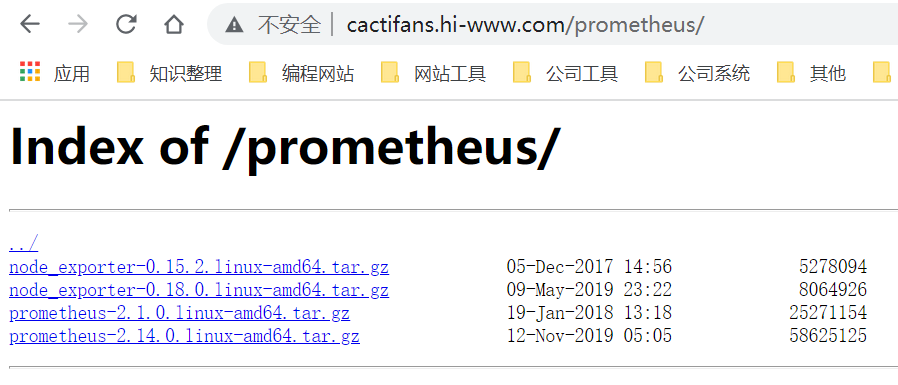 不安全 cactifans.hi-www.com/prometheus/
应用 知识整理 编程网站 网站工具 公司工具 公司系统 其他
Index of /prometheus/
../
node_exporter-0.15.2.linux-amd64.tar.gz 05-Dec-2017 14:56 5278094
node_exporter-0.18.0.linux-amd64.tar.gz 09-May-2019 23:22 8064926
prometheus-2.1.0.linux-amd64.tar.gz 19-Jan-2018 13:18 25271154
prometheus-2.14.0.linux-amd64.tar.gz 12-Nov-2019 05:05 58625125